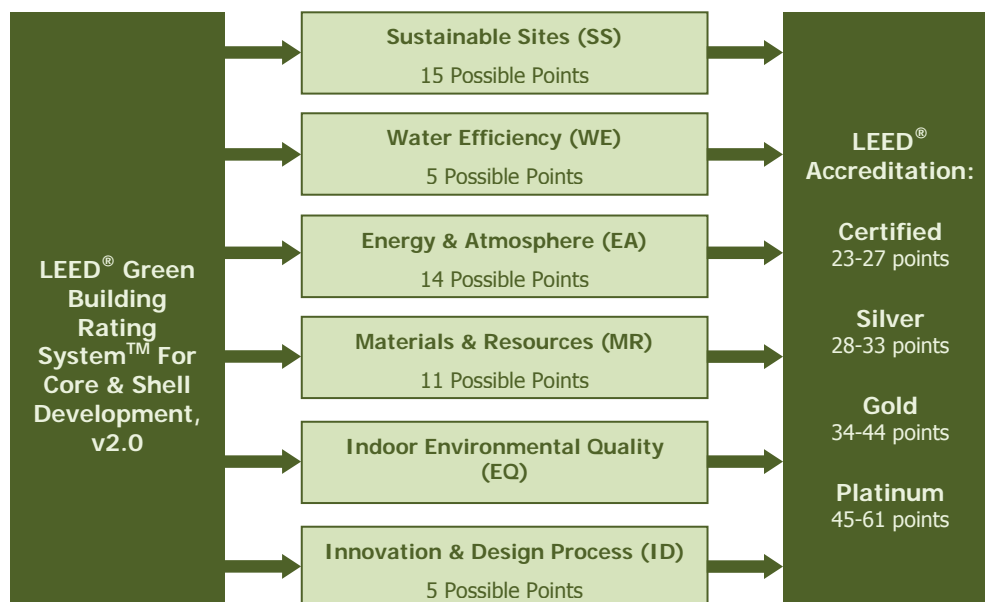 LEED® Green
Building
Rating
System™ For
Core & Shell
Development,
v2.0
Sustainable Sites (SS)
15 Possible Points
Water Efficiency (WE)
5 Possible Points
Energy & Atmosphere (EA)
14 Possible Points
Materials & Resources (MR)
11 Possible Points
Indoor Environmental Quality
(EQ)
Innovation & Design Process (ID)
5 Possible Points
LEED®
Accreditation:
Certified
23-27 points
Silver
28-33 points
Gold
34-44 points
Platinum
45-61 points